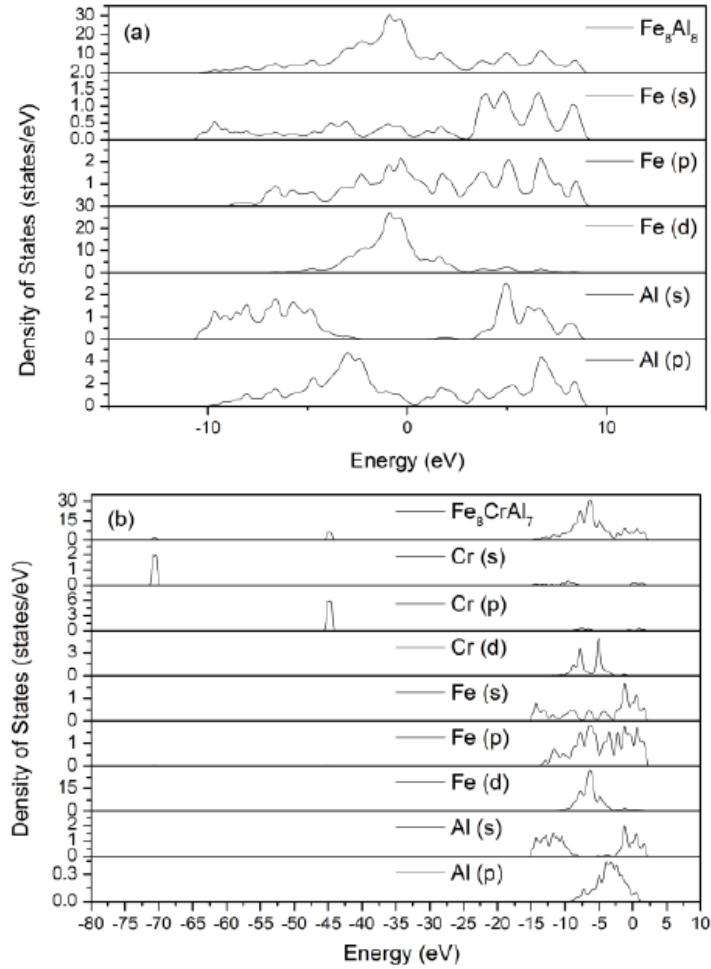 (a)
Fe8Al8
30
20
10
2.0
Fe (s)
1.5
1.0
0.5
0.0
Fe (p)
2
1
30
Fe (d)
20
10
0
Al (s)
2
1
0
Al (p)
4
2
0
Density of States (states/eV)
-10 0 10
Energy (eV)
(b)
Fe8CrAl7
30
15
0
Cr (s)
2
1
0
Cr (p)
6
3
0
Cr (d)
3
0
Fe (s)
1
0
Fe (p)
1
0
Fe (d)
15
0
Al (s)
2
1
0
Al (p)
0.3
Density of States (states/eV)
-80 -75 -70 -65 -60 -55 -50 -45 -40 -35 -30 -25 -20 -15 -10 -5 0 5 10
Energy (eV)